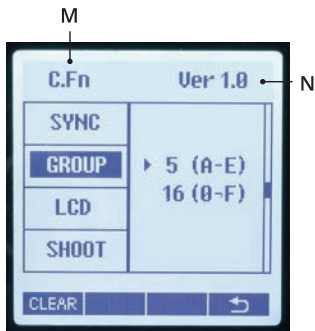 M
C.Fn Ver 1.0
N
SYNC
GROUP
5 (A-E)
16 (0-F)
LCD
SHOOT
CLEAR